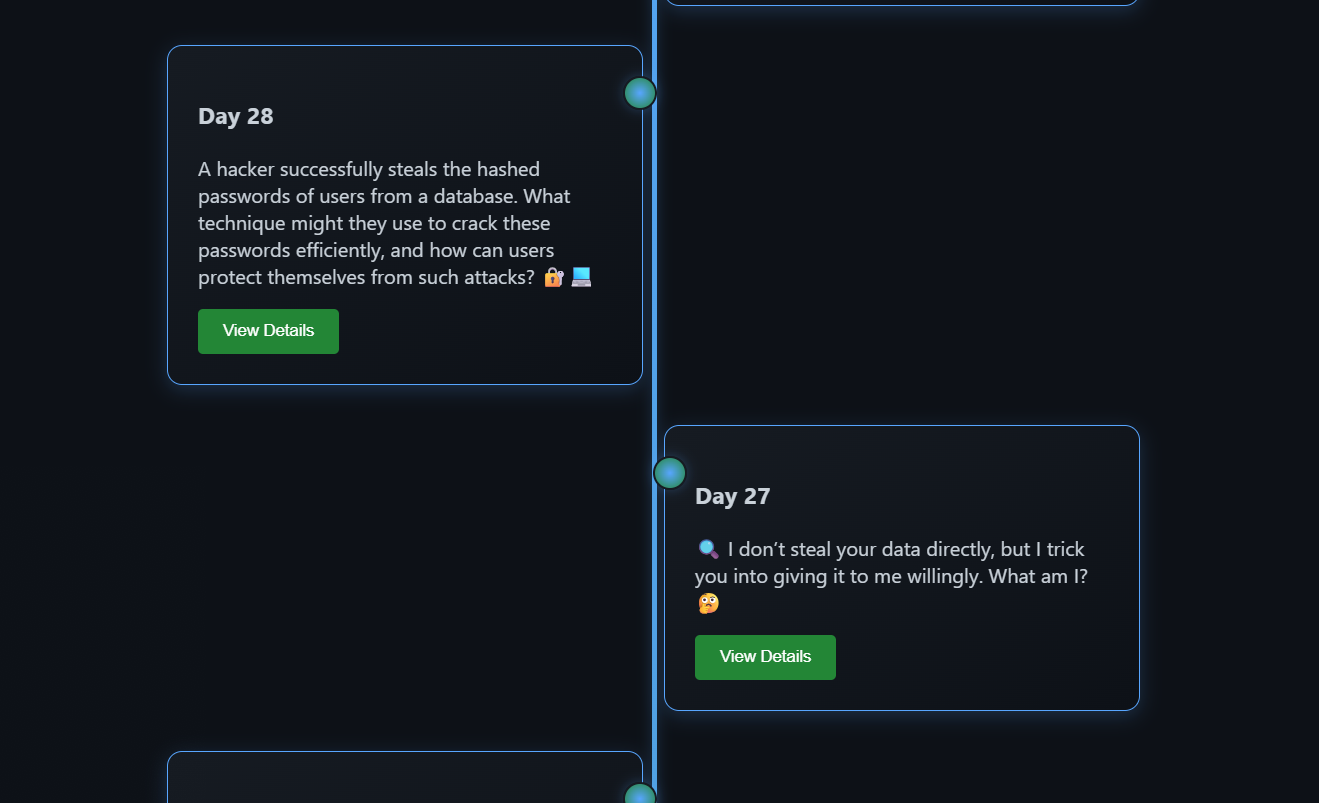 Day 28
A hacker successfully steals the hashed
passwords of users from a database. What
technique might they use to crack these
passwords efficiently, and how can users
protect themselves from such attacks? 🔐 💻
View Details
Day 27
🔍 I don’t steal your data directly, but I trick
you into giving it to me willingly. What am I?
🤔
View Details